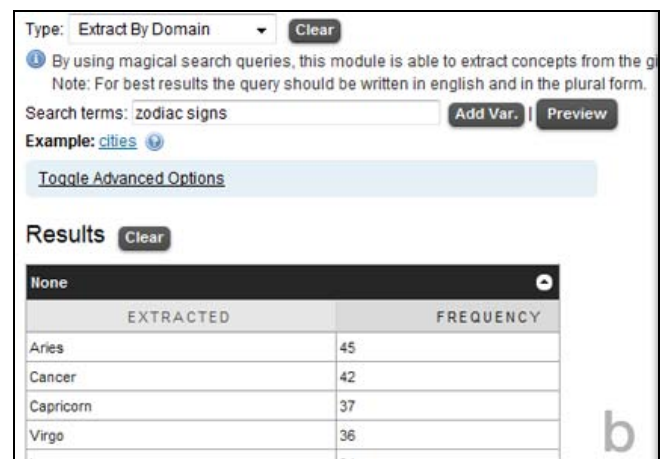 Type: Extract By Domain Clear
By using magical search queries, this module is able to extract concepts from the gi
Note: For best results the query should be written in english and in the plural form.
Search terms: zodiac signs Add Var. | Preview
Example: cities
Toggle Advanced Options
Results Clear
None
EXTRACTED FREQUENCY
Aries 45
Cancer 42
Capricorn 37
Virgo 36
b